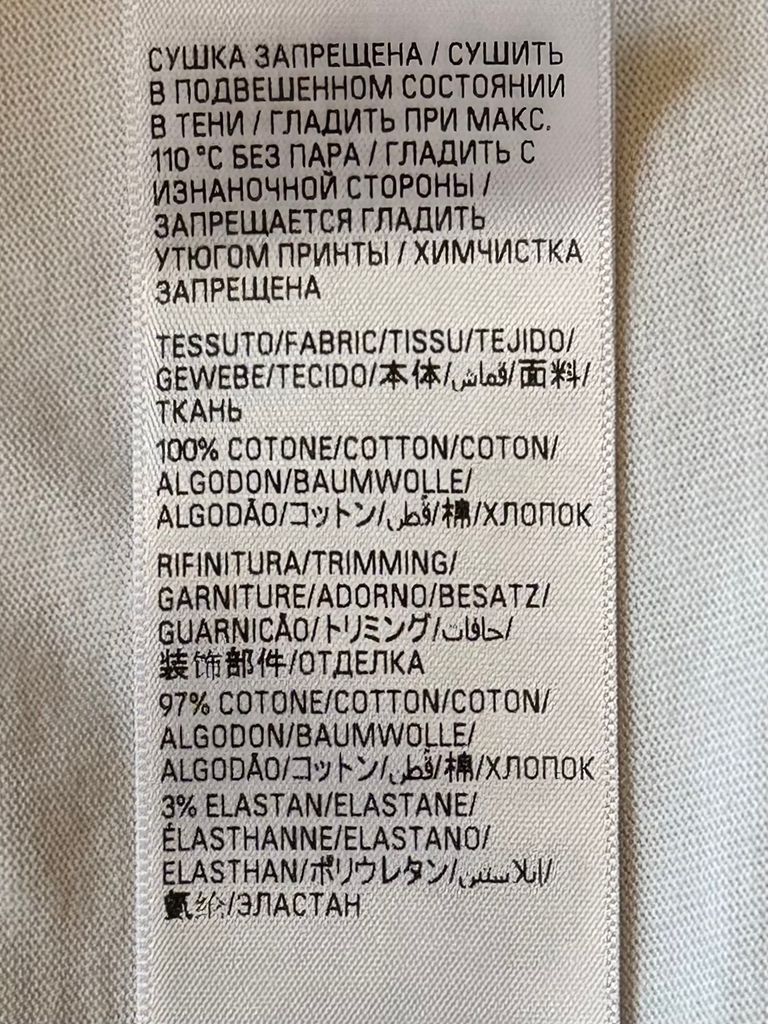 СУШКА ЗАПРЕЩЕНА / СУШИТЬ
В ПОДВЕШЕННОМ СОСТОЯНИИ
В ТЕНИ / ГЛАДИТЬ ПРИ МАКС.
110 °C БЕЗ ПАРА / ГЛАДИТЬ С
ИЗНАНОЧНОЙ СТОРОНЫ /
ЗАПРЕЩАЕТСЯ ГЛАДИТЬ
УТЮГОМ ПРИНТЫ / ХИМЧИСТКА
ЗАПРЕЩЕНА
TESSUTO/FABRIC/TISSU/TEJIDO/
GEWEBE/TECIDO/本体/قماش/面料/
ТКАНЬ
100% COTONE/COTTON/COTON/
ALGODON/BAUMWOLLE/
ALGODÃO/コットン/قطن/棉/ХЛОПОК
RIFINITURA/TRIMMING/
GARNITURE/ADORNO/BESATZ/
GUARNICÃO/トリミング/حافات/
装饰部件/ОТДЕЛКА
97% COTONE/COTTON/COTON/
ALGODON/BAUMWOLLE/
ALGODÃO/コットン/قطن/棉/ХЛОПОК
3% ELASTAN/ELASTANE/
ÉLASTHANNE/ELASTANO/
ELASTHAN/ポリウレタン/إيلاستين/
氨纶/ЭЛАСТАН